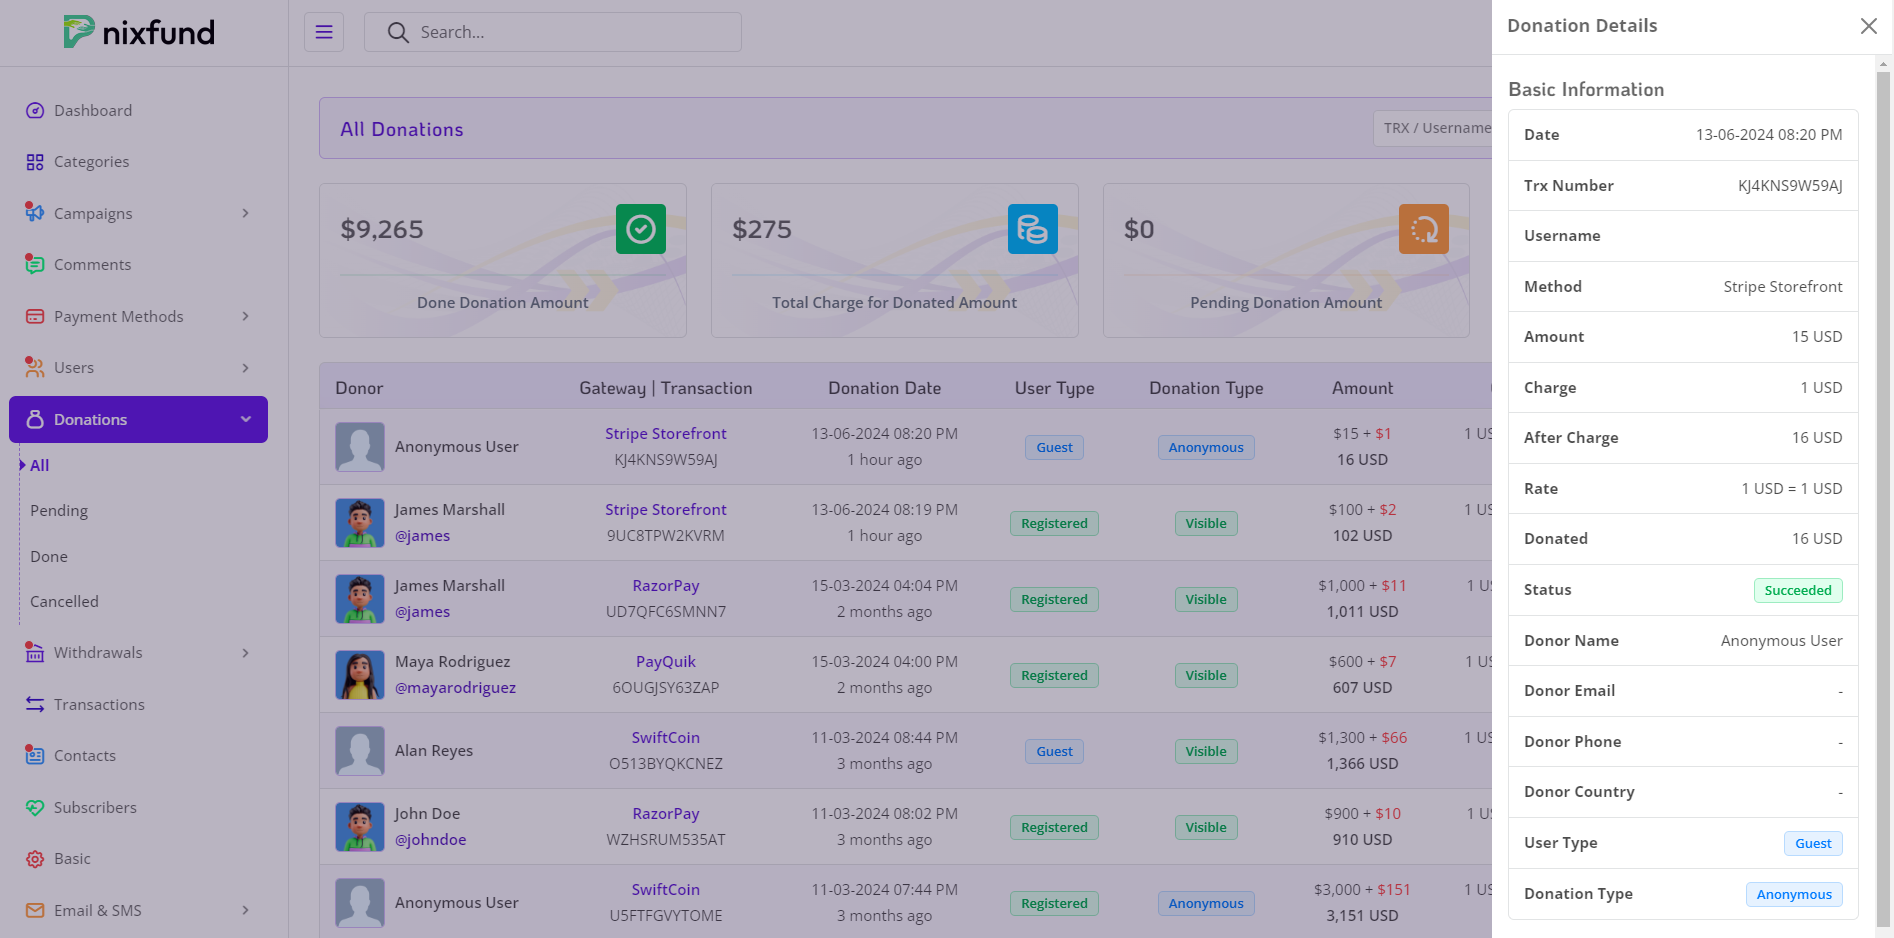 nixfund
Search...
Dashboard
Categories
Campaigns
Comments
Payment Methods
Users
Donations
All
Pending
Done
Cancelled
Withdrawals
Transactions
Contacts
Subscribers
Basic
Email & SMS
All Donations
TRX / Username
$9,265
Done Donation Amount
$275
Total Charge for Donated Amount
$0
Pending Donation Amount
Donor Gateway | Transaction Donation Date User Type Donation Type Amount
Anonymous User Stripe Storefront KJ4KNS9W59AJ 13-06-2024 08:20 PM 1 hour ago Guest Anonymous $15 + $1 16 USD 1 US
James Marshall @james Stripe Storefront 9UC8TPW2KVRM 13-06-2024 08:19 PM 1 hour ago Registered Visible $100 + $2 102 USD 1 US
James Marshall @james RazorPay UD7QFC6SMNN7 15-03-2024 04:04 PM 2 months ago Registered Visible $1,000 + $11 1,011 USD 1 US
Maya Rodriguez @mayarodriguez PayQuik 6OUGJSY63ZAP 15-03-2024 04:00 PM 2 months ago Registered Visible $600 + $7 607 USD 1 US
Alan Reyes SwiftCoin O513BYQKCNEZ 11-03-2024 08:44 PM 3 months ago Guest Visible $1,300 + $66 1,366 USD 1 US
John Doe @johndoe RazorPay WZHSRUM535AT 11-03-2024 08:02 PM 3 months ago Registered Visible $900 + $10 910 USD 1 US
Anonymous User SwiftCoin U5FTFGVYTOME 11-03-2024 07:44 PM 3 months ago Registered Anonymous $3,000 + $151 3,151 USD 1 US
Donation Details
Basic Information
Date 13-06-2024 08:20 PM
Trx Number KJ4KNS9W59AJ
Username
Method Stripe Storefront
Amount 15 USD
Charge 1 USD
After Charge 16 USD
Rate 1 USD = 1 USD
Donated 16 USD
Status Succeeded
Donor Name Anonymous User
Donor Email -
Donor Phone -
Donor Country -
User Type Guest
Donation Type Anonymous